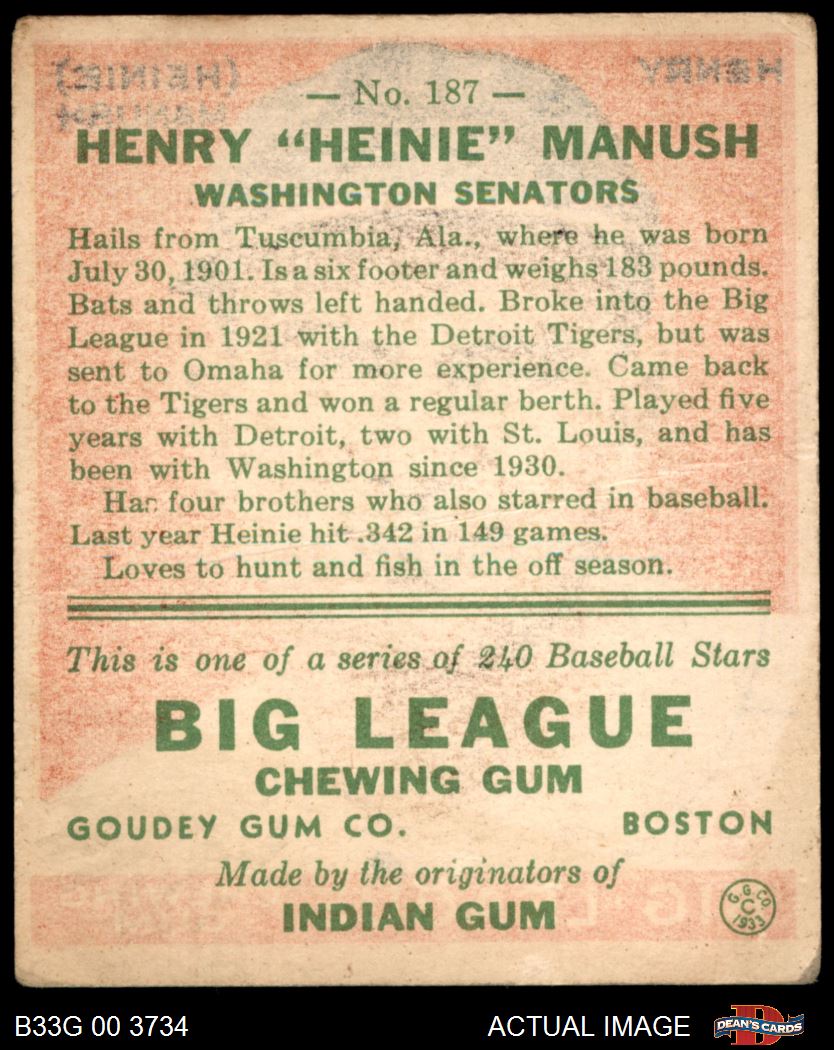 — No. 187 —
HENRY “HEINIE” MANUSH
WASHINGTON SENATORS
Hails from Tuscumbia, Ala., where he was born
July 30, 1901. Is a six footer and weighs 183 pounds.
Bats and throws left handed. Broke into the Big
League in 1921 with the Detroit Tigers, but was
sent to Omaha for more experience. Came back
to the Tigers and won a regular berth. Played five
years with Detroit, two with St. Louis, and has
been with Washington since 1930.
Has four brothers who also starred in baseball.
Last year Heinie hit .342 in 149 games.
Loves to hunt and fish in the off season.
This is one of a series of 240 Baseball Stars
BIG LEAGUE
CHEWING GUM
GOUDEY GUM CO. BOSTON
Made by the originators of
INDIAN GUM
G. G. CO.
C
1933
B33G 00 3734 ACTUAL IMAGE DEAN'S CARDS